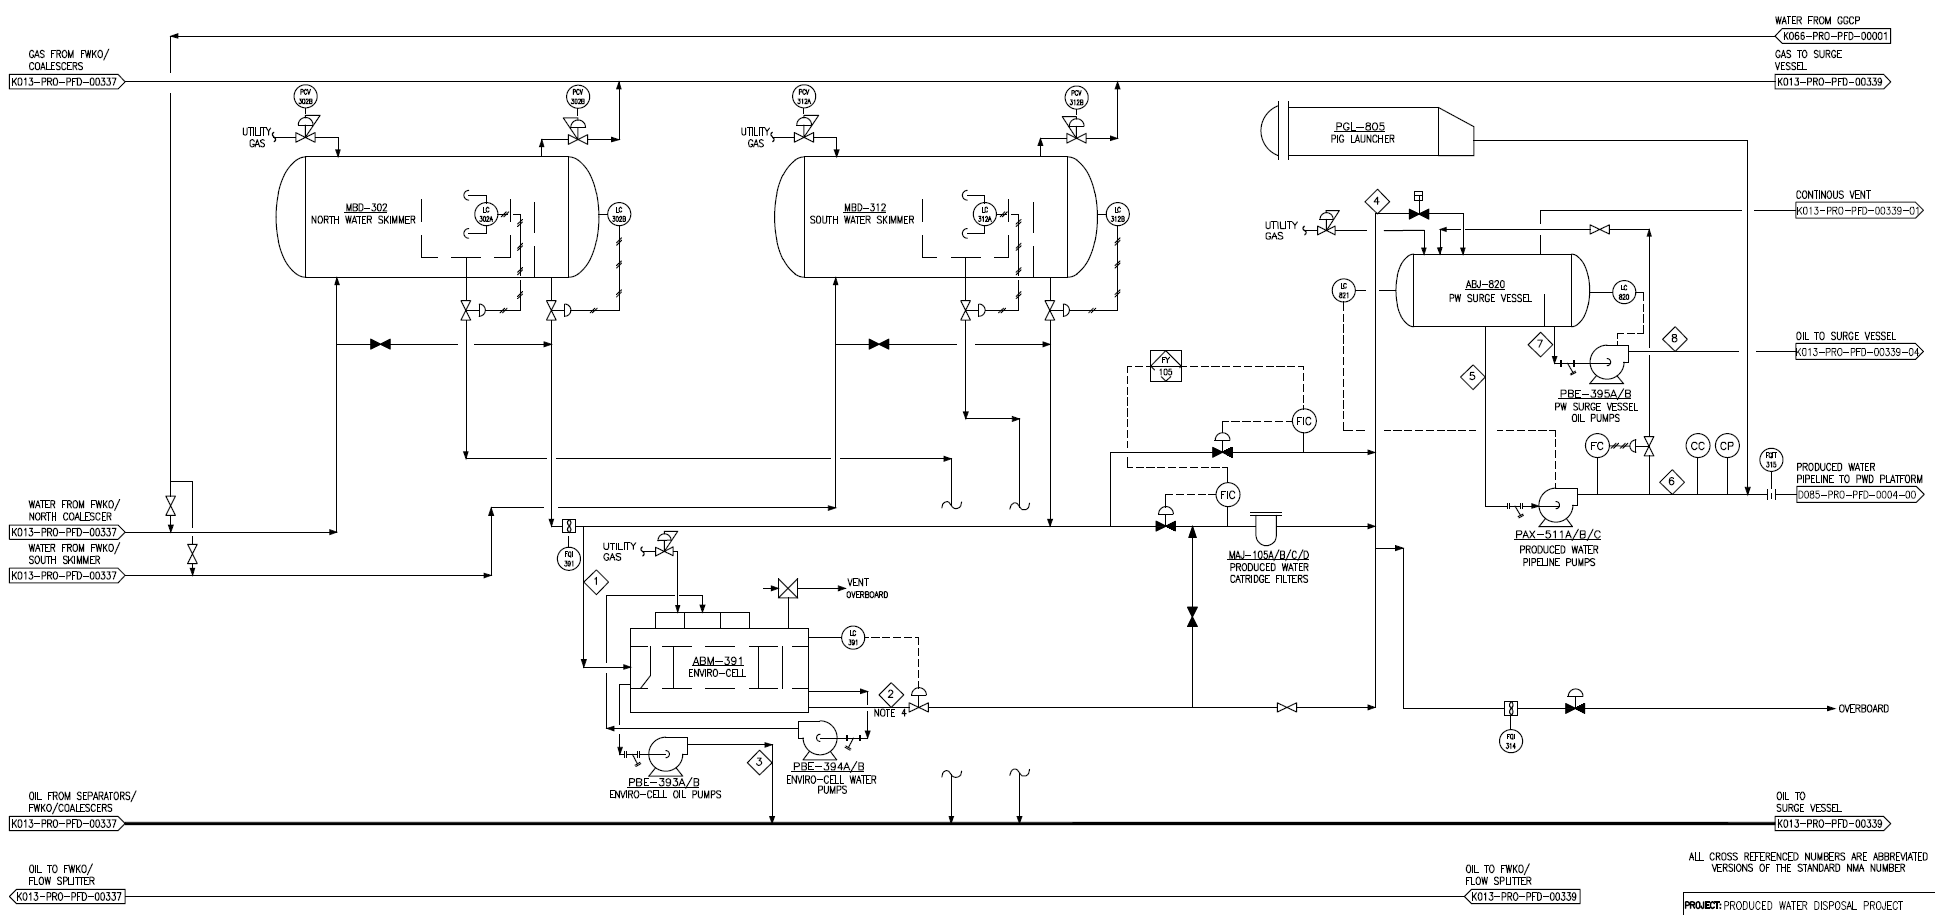 WATER FROM GGCP
K066-PRO-PFD-00001
GAS FROM FWKO/
COALESCERS
K013-PRO-PFD-00337
GAS TO SURGE
VESSEL
K013-PRO-PFD-00339
PCV
302B
PCV
302B
PCV
312A
PCV
312B
UTILITY
GAS
UTILITY
GAS
PGL-805
PIG LAUNCHER
MBD-302
NORTH WATER SKIMMER
LC
302A
LC
302B
MBD-312
SOUTH WATER SKIMMER
LC
312A
LC
312B
4
CONTINOUS VENT
K013-PRO-PFD-00339-01
UTILITY
GAS
LC
821
ABJ-820
PW SURGE VESSEL
LC
820
7
8
OIL TO SURGE VESSEL
K013-PRO-PFD-00339-04
FY
105
5
PBE-395A/B
PW SURGE VESSEL
OIL PUMPS
FIC
FC
CC
CP
FQIT
315
PRODUCED WATER
PIPELINE TO PWD PLATFORM
D085-PRO-PFD-0004-00
6
FIC
WATER FROM FWKO/
NORTH COALESCER
K013-PRO-PFD-00337
WATER FROM FWKO/
SOUTH SKIMMER
K013-PRO-PFD-00337
FQI
391
UTILITY
GAS
1
MAJ-105A/B/C/D
PRODUCED WATER
CATRIDGE FILTERS
PAX-511A/B/C
PRODUCED WATER
PIPELINE PUMPS
VENT
OVERBOARD
LC
391
ABM-391
ENVIRO-CELL
2
NOTE 4
OVERBOARD
FQI
314
3
PBE-393A/B
ENVIRO-CELL OIL PUMPS
PBE-394A/B
ENVIRO-CELL WATER
PUMPS
OIL FROM SEPARATORS/
FWKO/COALESCERS
K013-PRO-PFD-00337
OIL TO
SURGE VESSEL
K013-PRO-PFD-00339
OIL TO FWKO/
FLOW SPLITTER
K013-PRO-PFD-00337
OIL TO FWKO/
FLOW SPLITTER
K013-PRO-PFD-00339
ALL CROSS REFERENCED NUMBERS ARE ABBREVIATED
VERSIONS OF THE STANDARD NMA NUMBER
PROJECT: PRODUCED WATER DISPOSAL PROJECT